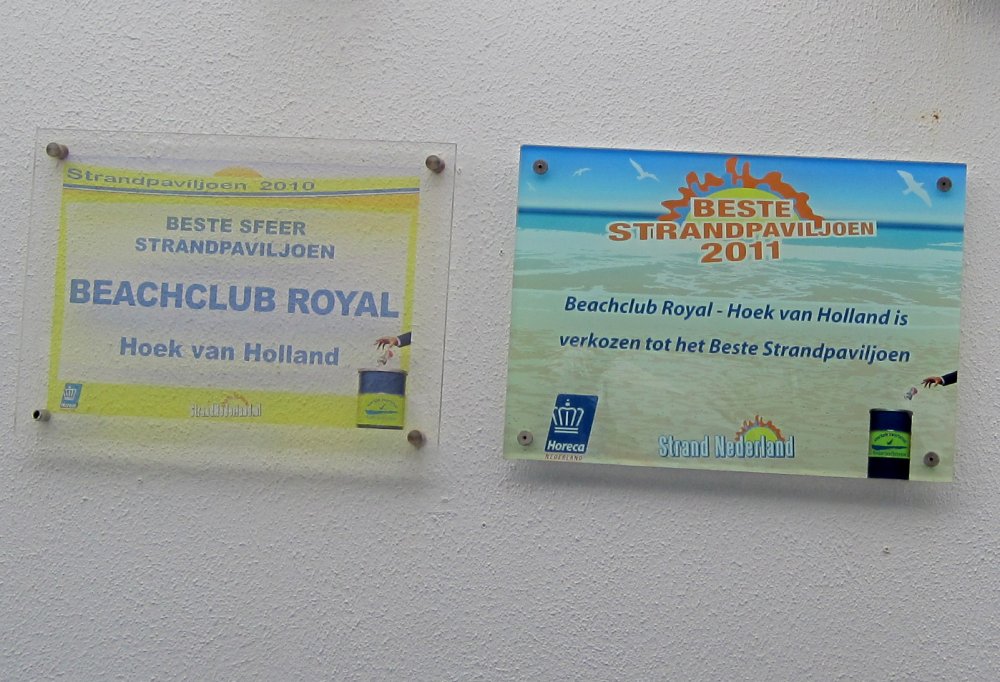 Strandpaviljoen 2010
BESTE SFEER
STRANDPAVILJOEN
BEACHCLUB ROYAL
Hoek van Holland
BESTE
STRANDPAVILJOEN
2011
Beachclub Royal - Hoek van Holland is
verkozen tot het Beste Strandpaviljoen
Horeca
NEDERLAND
Strand Nederland